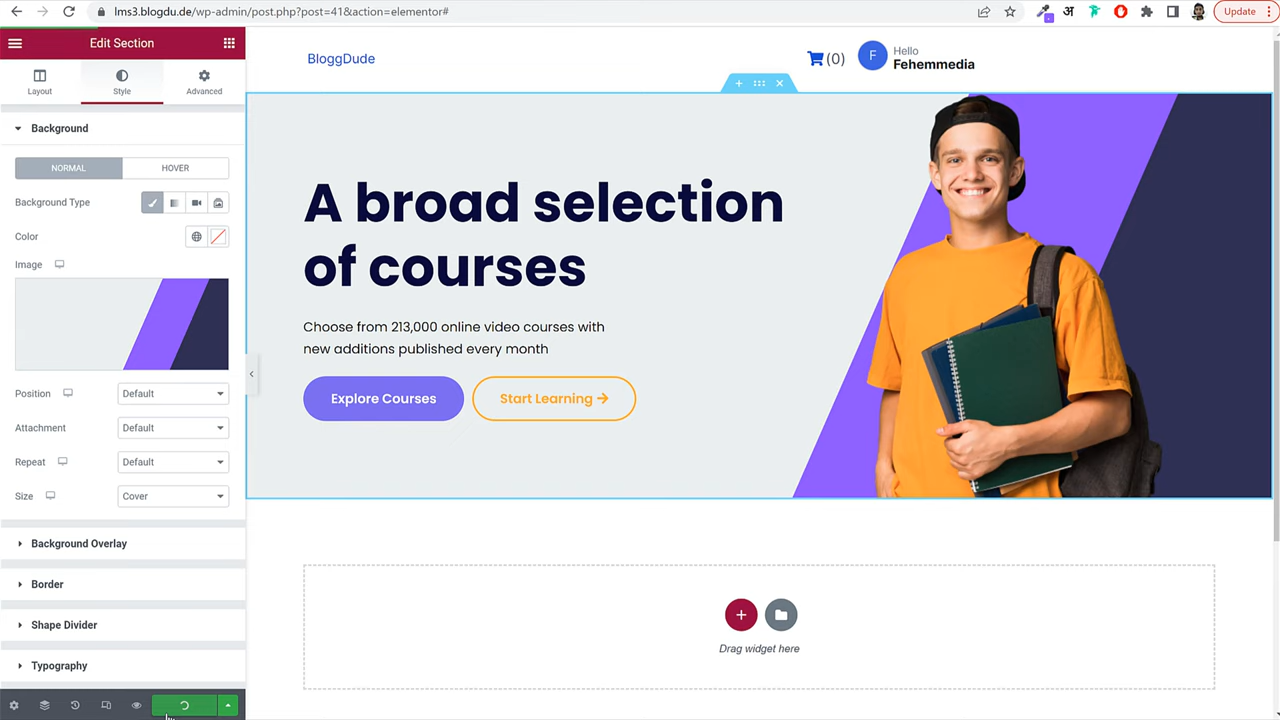 lms3.blogdu.de/wp-admin/post.php?post=41&action=elementor#
अ
Update
Edit Section
Layout
Style
Advanced
Background
NORMAL
HOVER
Background Type
Color
Image
Position
Default
Attachment
Default
Repeat
Default
Size
Cover
Background Overlay
Border
Shape Divider
Typography
BloggDude
(0)
F
Hello
Fehemmedia
A broad selection
of courses
Choose from 213,000 online video courses with
new additions published every month
Explore Courses
Start Learning
Drag widget here